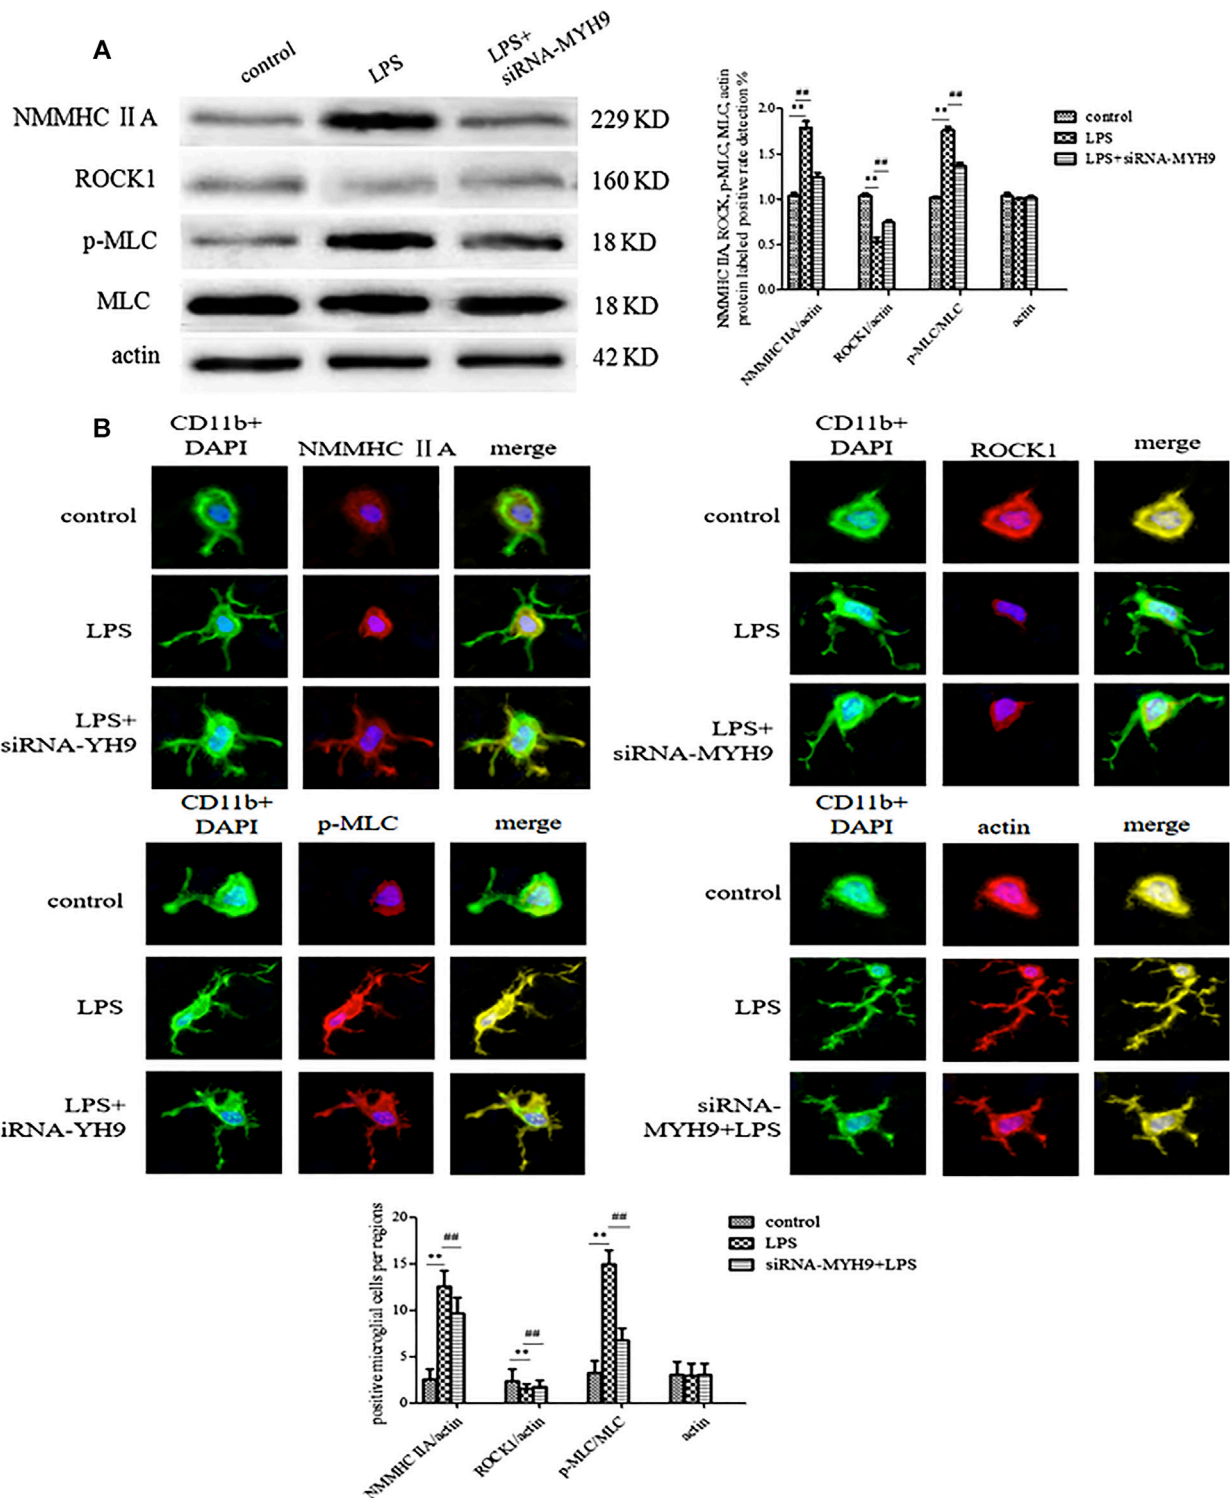 A
control
LPS
LPS+
siRNA-MYH9
NMMHC ⅡA
229 KD
ROCK1
160 KD
p-MLC
18 KD
MLC
18 KD
actin
42 KD
NMMHC IIA, ROCK, p-MLC, MLC, actin
protein labeled positive rate detection %
2.0
1.5
1.0
0.5
0.0
** ##
** ##
** ##
NMMHC IIA/actin
ROCK1/actin
p-MLC/MLC
actin
control
LPS
LPS+siRNA-MYH9
B
CD11b+
DAPI
NMMHC ⅡA
merge
control
LPS
LPS+
siRNA-YH9
CD11b+
DAPI
ROCK1
merge
control
LPS
LPS+
siRNA-MYH9
CD11b+
DAPI
p-MLC
merge
control
LPS
LPS+
iRNA-YH9
CD11b+
DAPI
actin
merge
control
LPS
siRNA-
MYH9+LPS
positive microglial cells per regions
20
15
10
5
0
** ##
** ##
** ##
NMMHC IIA/actin
ROCK1/actin
p-MLC/MLC
actin
control
LPS
siRNA-MYH9+LPS